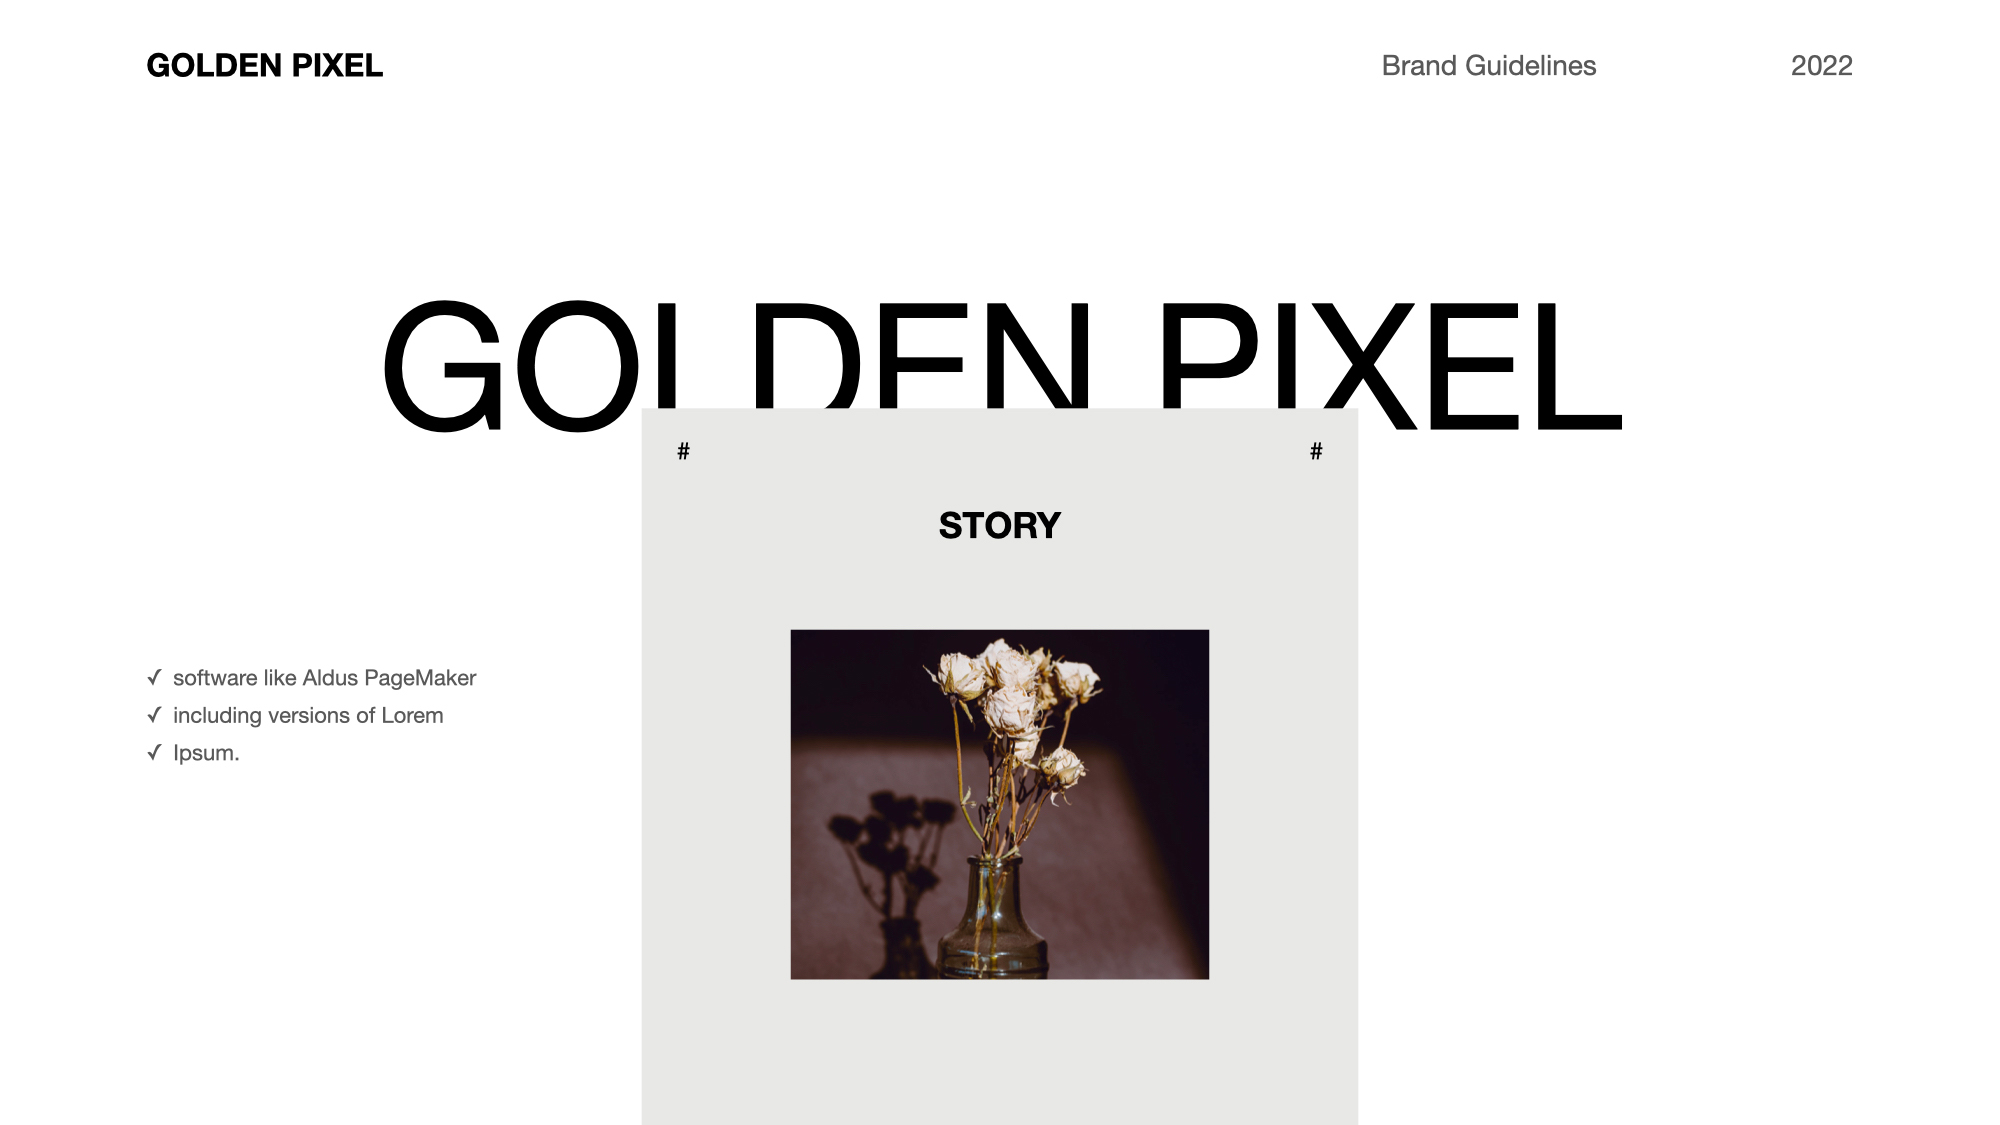 GOLDEN PIXEL
Brand Guidelines
2022
GOLDEN PIXEL
#
#
STORY
✓ software like Aldus PageMaker
✓ including versions of Lorem
✓ Ipsum.